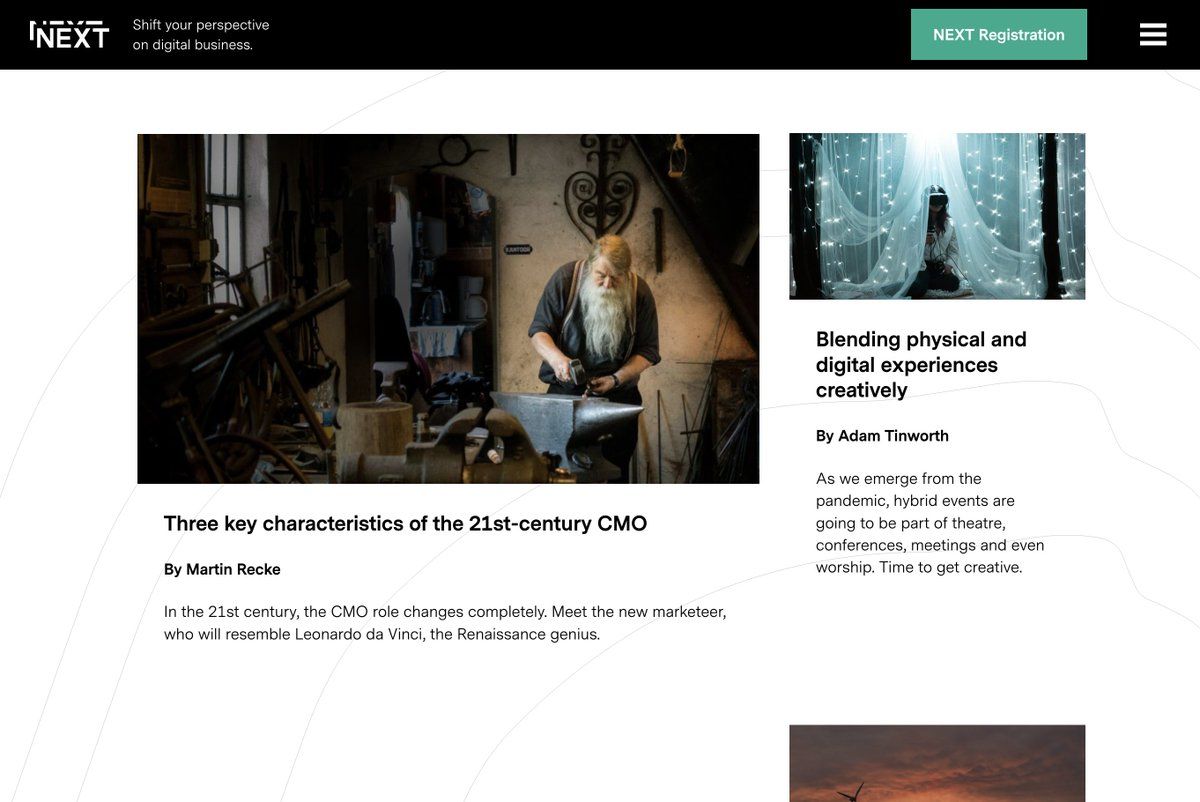 NEXT
Shift your perspective
on digital business.
NEXT Registration
KANTOOR
Three key characteristics of the 21st-century CMO
By Martin Recke
In the 21st century, the CMO role changes completely. Meet the new marketeer,
who will resemble Leonardo da Vinci, the Renaissance genius.
Blending physical and
digital experiences
creatively
By Adam Tinworth
As we emerge from the
pandemic, hybrid events are
going to be part of theatre,
conferences, meetings and even
worship. Time to get creative.